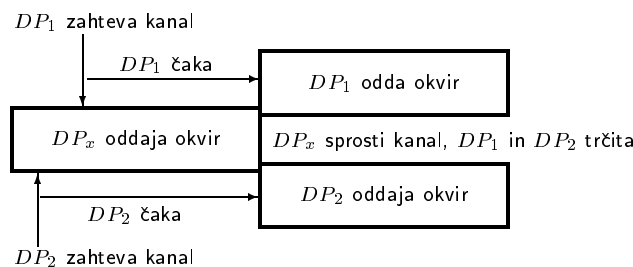 DP₁ zahteva kanal
DP₁ čaka
DP₁ odda okvir
DPₓ oddaja okvir
DPₓ sprosti kanal, DP₁ in DP₂ trčita
DP₂ oddaja okvir
DP₂ čaka
DP₂ zahteva kanal